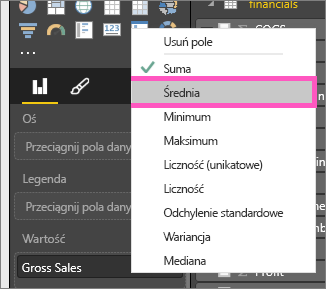 financials
COGS
Usuń pole
Suma
Średnia
Minimum
Maksimum
Liczność (unikatowe)
Liczność
Odchylenie standardowe
Wariancja
Mediana
Oś
Przeciągnij pola dany
Legenda
Przeciągnij pola dany
Wartość
Gross Sales
Profit